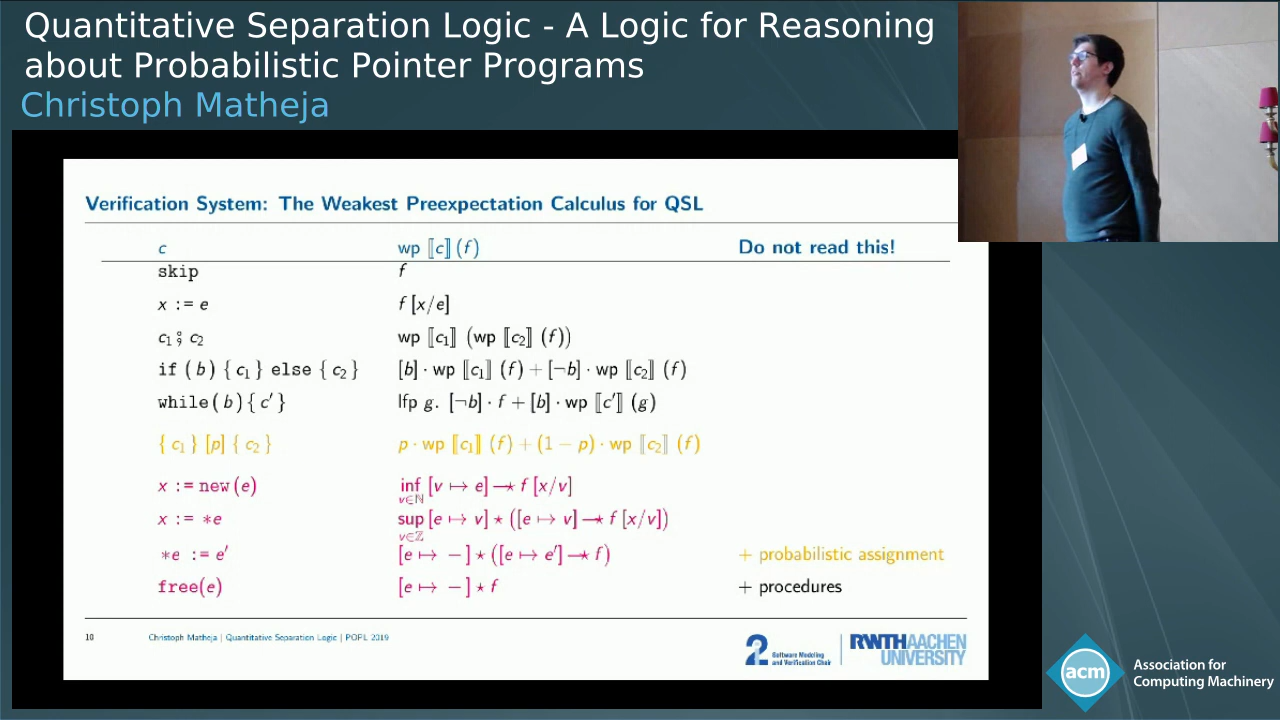 Quantitative Separation Logic - A Logic for Reasoning
about Probabilistic Pointer Programs
Christoph Matheja
Verification System: The Weakest Preexpectation Calculus for QSL
c wp ⟦c⟧ (f) Do not read this!
skip f
x := e f [x/e]
c₁ ; c₂ wp ⟦c₁⟧ (wp ⟦c₂⟧ (f))
if ( b ) { c₁ } else { c₂ } [b] · wp ⟦c₁⟧ (f) + [¬b] · wp ⟦c₂⟧ (f)
while( b ){ c′ } lfp g. [¬b] · f + [b] · wp ⟦c′⟧ (g)
{ c₁ } [p] { c₂ } p · wp ⟦c₁⟧ (f) + (1 − p) · wp ⟦c₂⟧ (f)
x := new(e) inf v∈ℕ [v ↦ e] —⋆ f [x/v]
x := *e sup v∈ℤ [e ↦ v] ⋆ ([e ↦ v] —⋆ f [x/v])
*e := e′ [e ↦ −] ⋆ ([e ↦ e′] —⋆ f) + probabilistic assignment
free(e) [e ↦ −] ⋆ f + procedures
10 Christoph Matheja | Quantitative Separation Logic | POPL 2019
2 Software Modeling
and Verification Chair
RWTHAACHEN
UNIVERSITY
acm
Association for
Computing Machinery